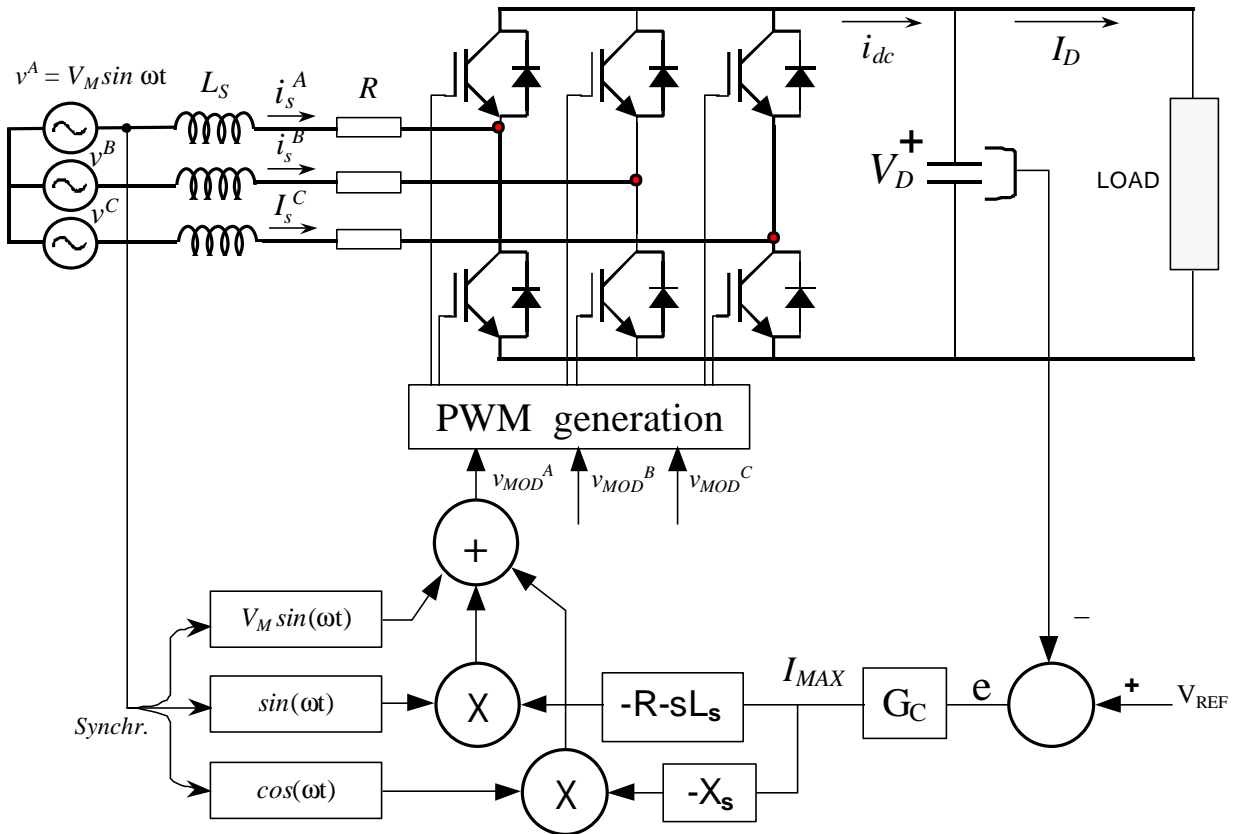 v^A = V_M sin ωt
L_S
i_s^A
R
i_dc
I_D
v^B
i_s^B
v^C
I_s^C
+
V_D
LOAD
PWM generation
v_MOD^A
v_MOD^B
v_MOD^C
+
V_M sin(ωt)
−
sin(ωt)
X
-R-sL_s
I_MAX
G_C
e
+
V_REF
Synchr.
cos(ωt)
X
-X_s